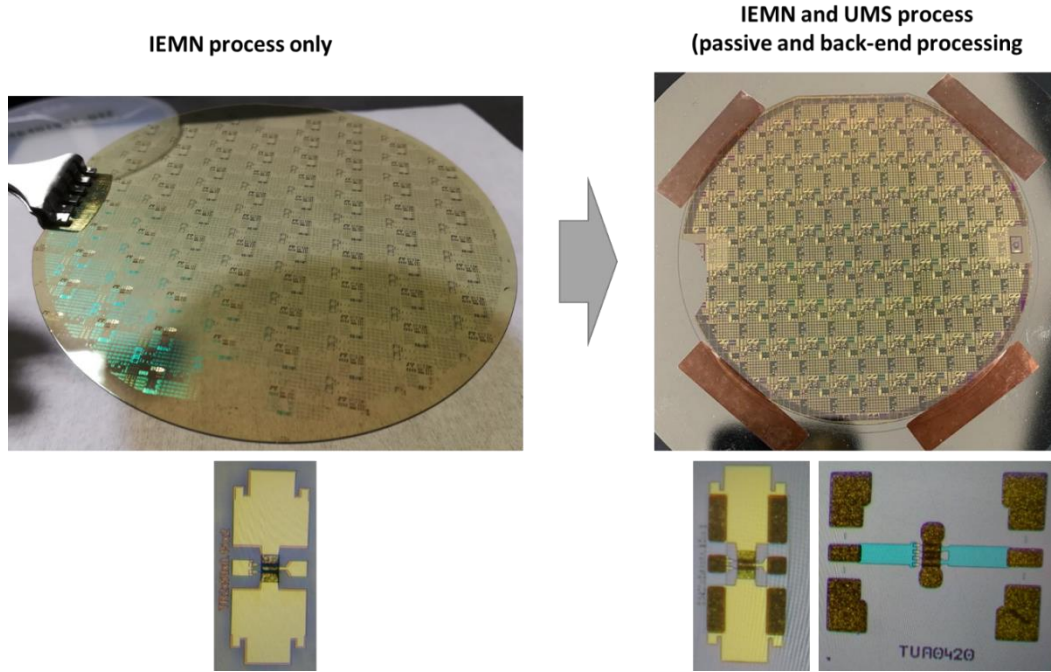 IEMN process only
IEMN and UMS process
(passive and back-end processing
TUA0420